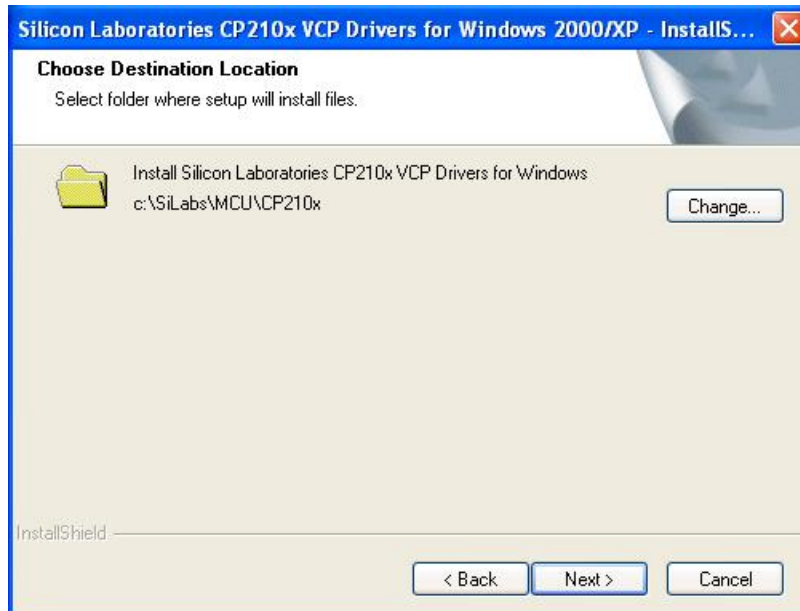 Silicon Laboratories CP210x VCP Drivers for Windows 2000/XP - InstallS...
Choose Destination Location
Select folder where setup will install files.
Install Silicon Laboratories CP210x VCP Drivers for Windows
c:\SiLabs\MCU\CP210x
Change...
InstallShield
< Back Next > Cancel